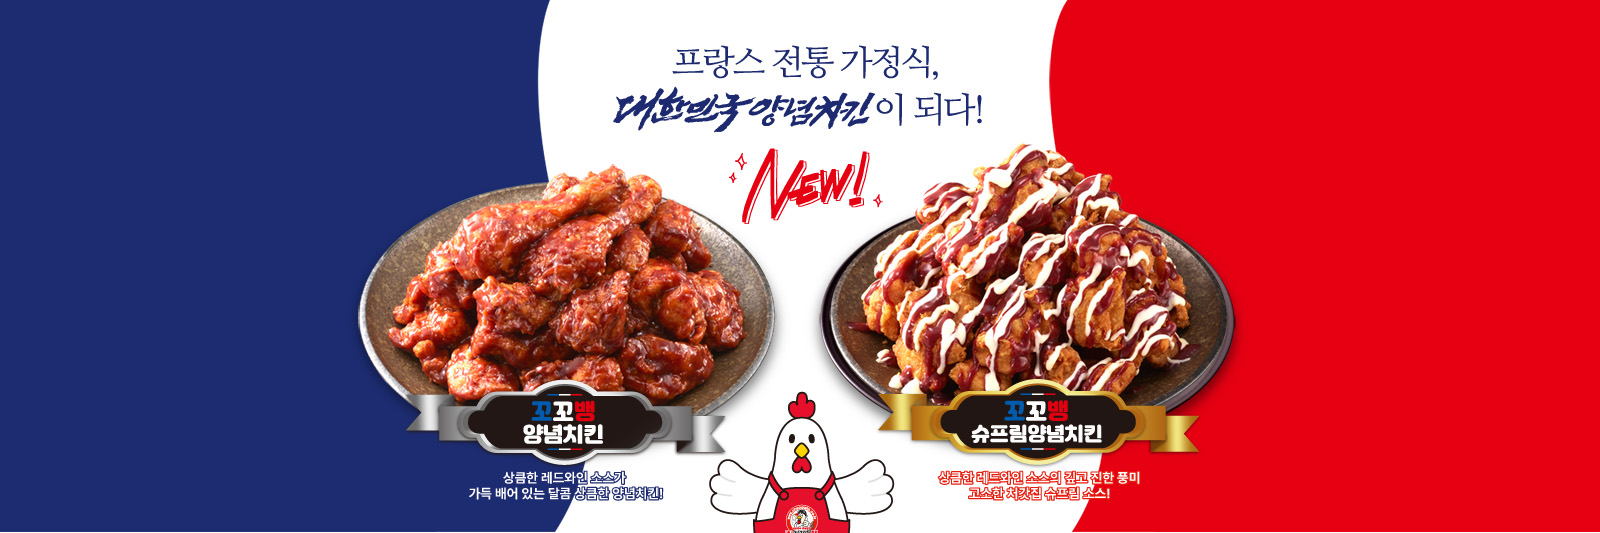 프랑스 전통 가정식,
대한민국 양념치킨이 되다!
NEW!
꼬꼬뱅
양념치킨
상큼한 레드와인 소스가
가득 배어 있는 달콤 상큼한 양념치킨!
꼬꼬뱅
슈프림양념치킨
상큼한 레드와인 소스의 깊고 진한 풍미
고소한 처갓집 슈프림 소스!